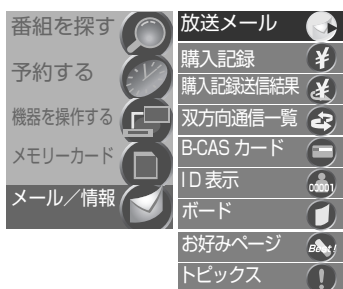 番組を探す
予約する
機器を操作する
メモリーカード
メール／情報
放送メール
購入記録
購入記録送信結果
双方向通信一覧
B-CAS カード
ID 表示
00001
ボード
お好みページ
Best!
トピックス